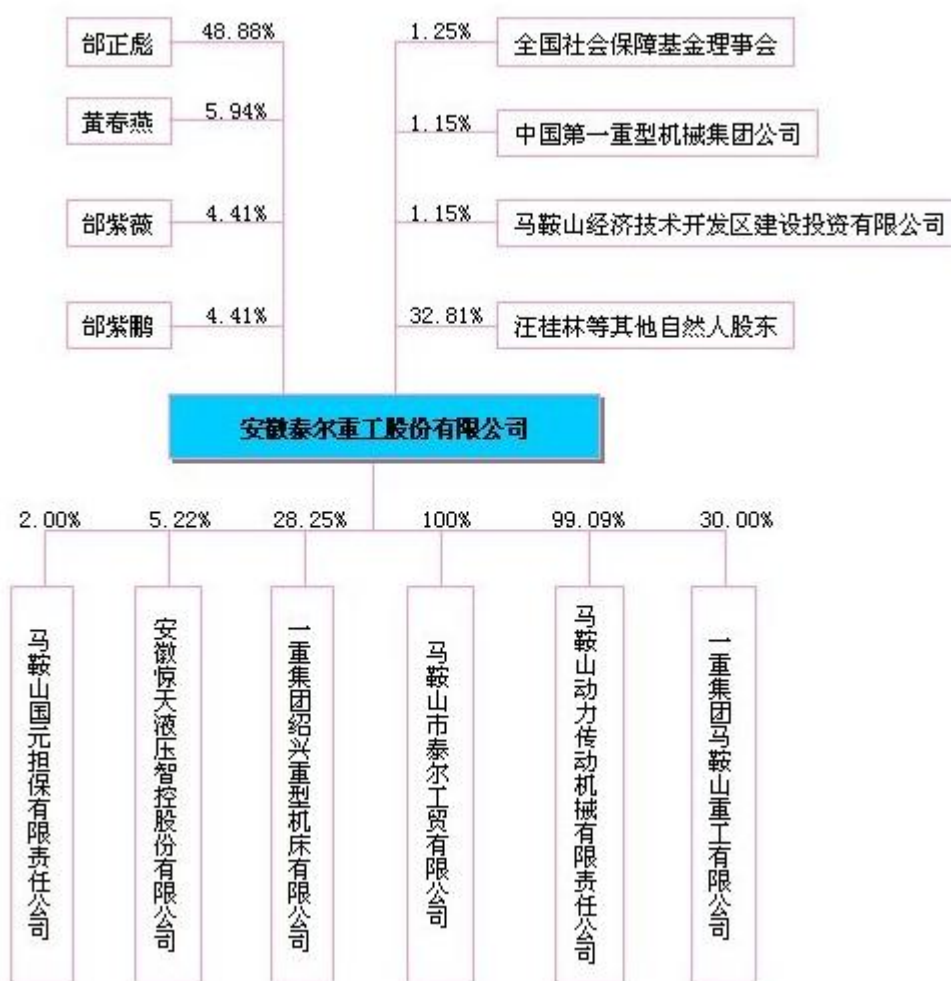 邰正彪
48.88%
1.25%
全国社会保障基金理事会
黄春燕
5.94%
1.15%
中国第一重型机械集团公司
邰紫薇
4.41%
1.15%
马鞍山经济技术开发区建设投资有限公司
邰紫鹏
4.41%
32.81%
汪桂林等其他自然人股东
安徽泰尔重工股份有限公司
2.00%
5.22%
28.25%
100%
99.09%
30.00%
马鞍山国元担保有限责任公司
安徽惊天液压智控股份有限公司
一重集团绍兴重型机床有限公司
马鞍山市泰尔工贸有限公司
马鞍山动力传动机械有限责任公司
一重集团马鞍山重工有限公司